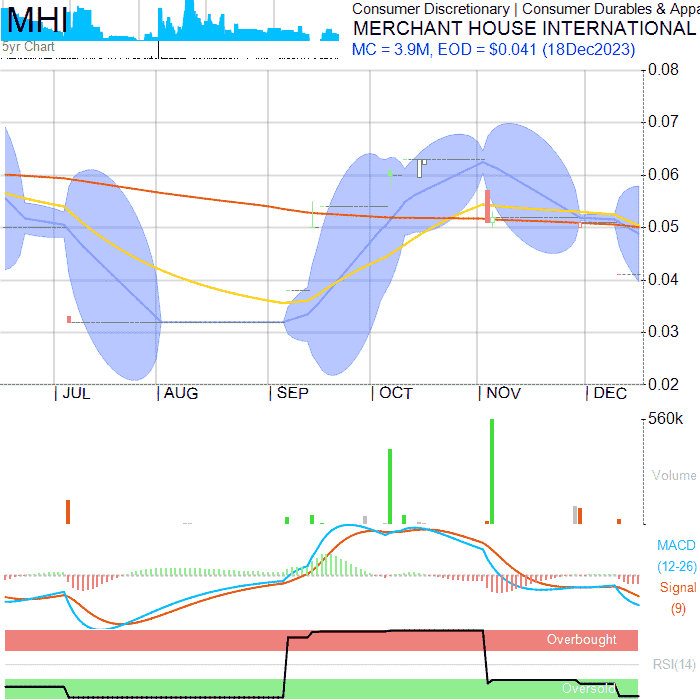 MHI
5yr Chart
Consumer Discretionary | Consumer Durables & Appa
MERCHANT HOUSE INTERNATIONAL
MC = 3.9M, EOD = $0.041 (18Dec2023)
0.08
0.07
0.06
0.05
0.04
0.03
0.02
JUL AUG SEP OCT NOV DEC
560k
Volume
MACD
(12-26)
Signal
(9)
Overbought
RSI(14)
Oversold